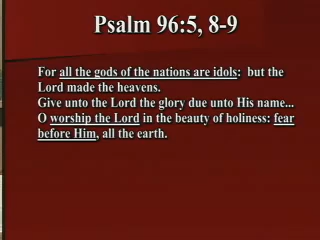 Psalm 96:5, 8-9
For all the gods of the nations are idols:  but the
Lord made the heavens.
Give unto the Lord the glory due unto His name...
O worship the Lord in the beauty of holiness: fear
before Him, all the earth.